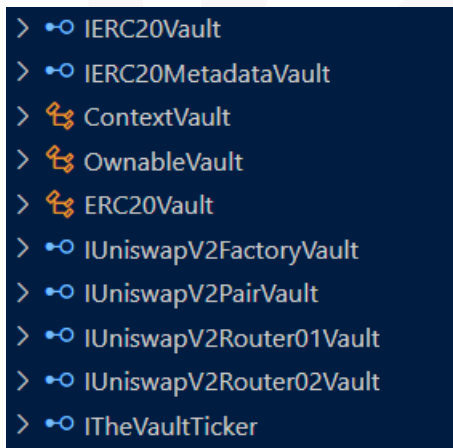 IERC20Vault
IERC20MetadataVault
ContextVault
OwnableVault
ERC20Vault
IUniswapV2FactoryVault
IUniswapV2PairVault
IUniswapV2Router01Vault
IUniswapV2Router02Vault
ITheVaultTicker